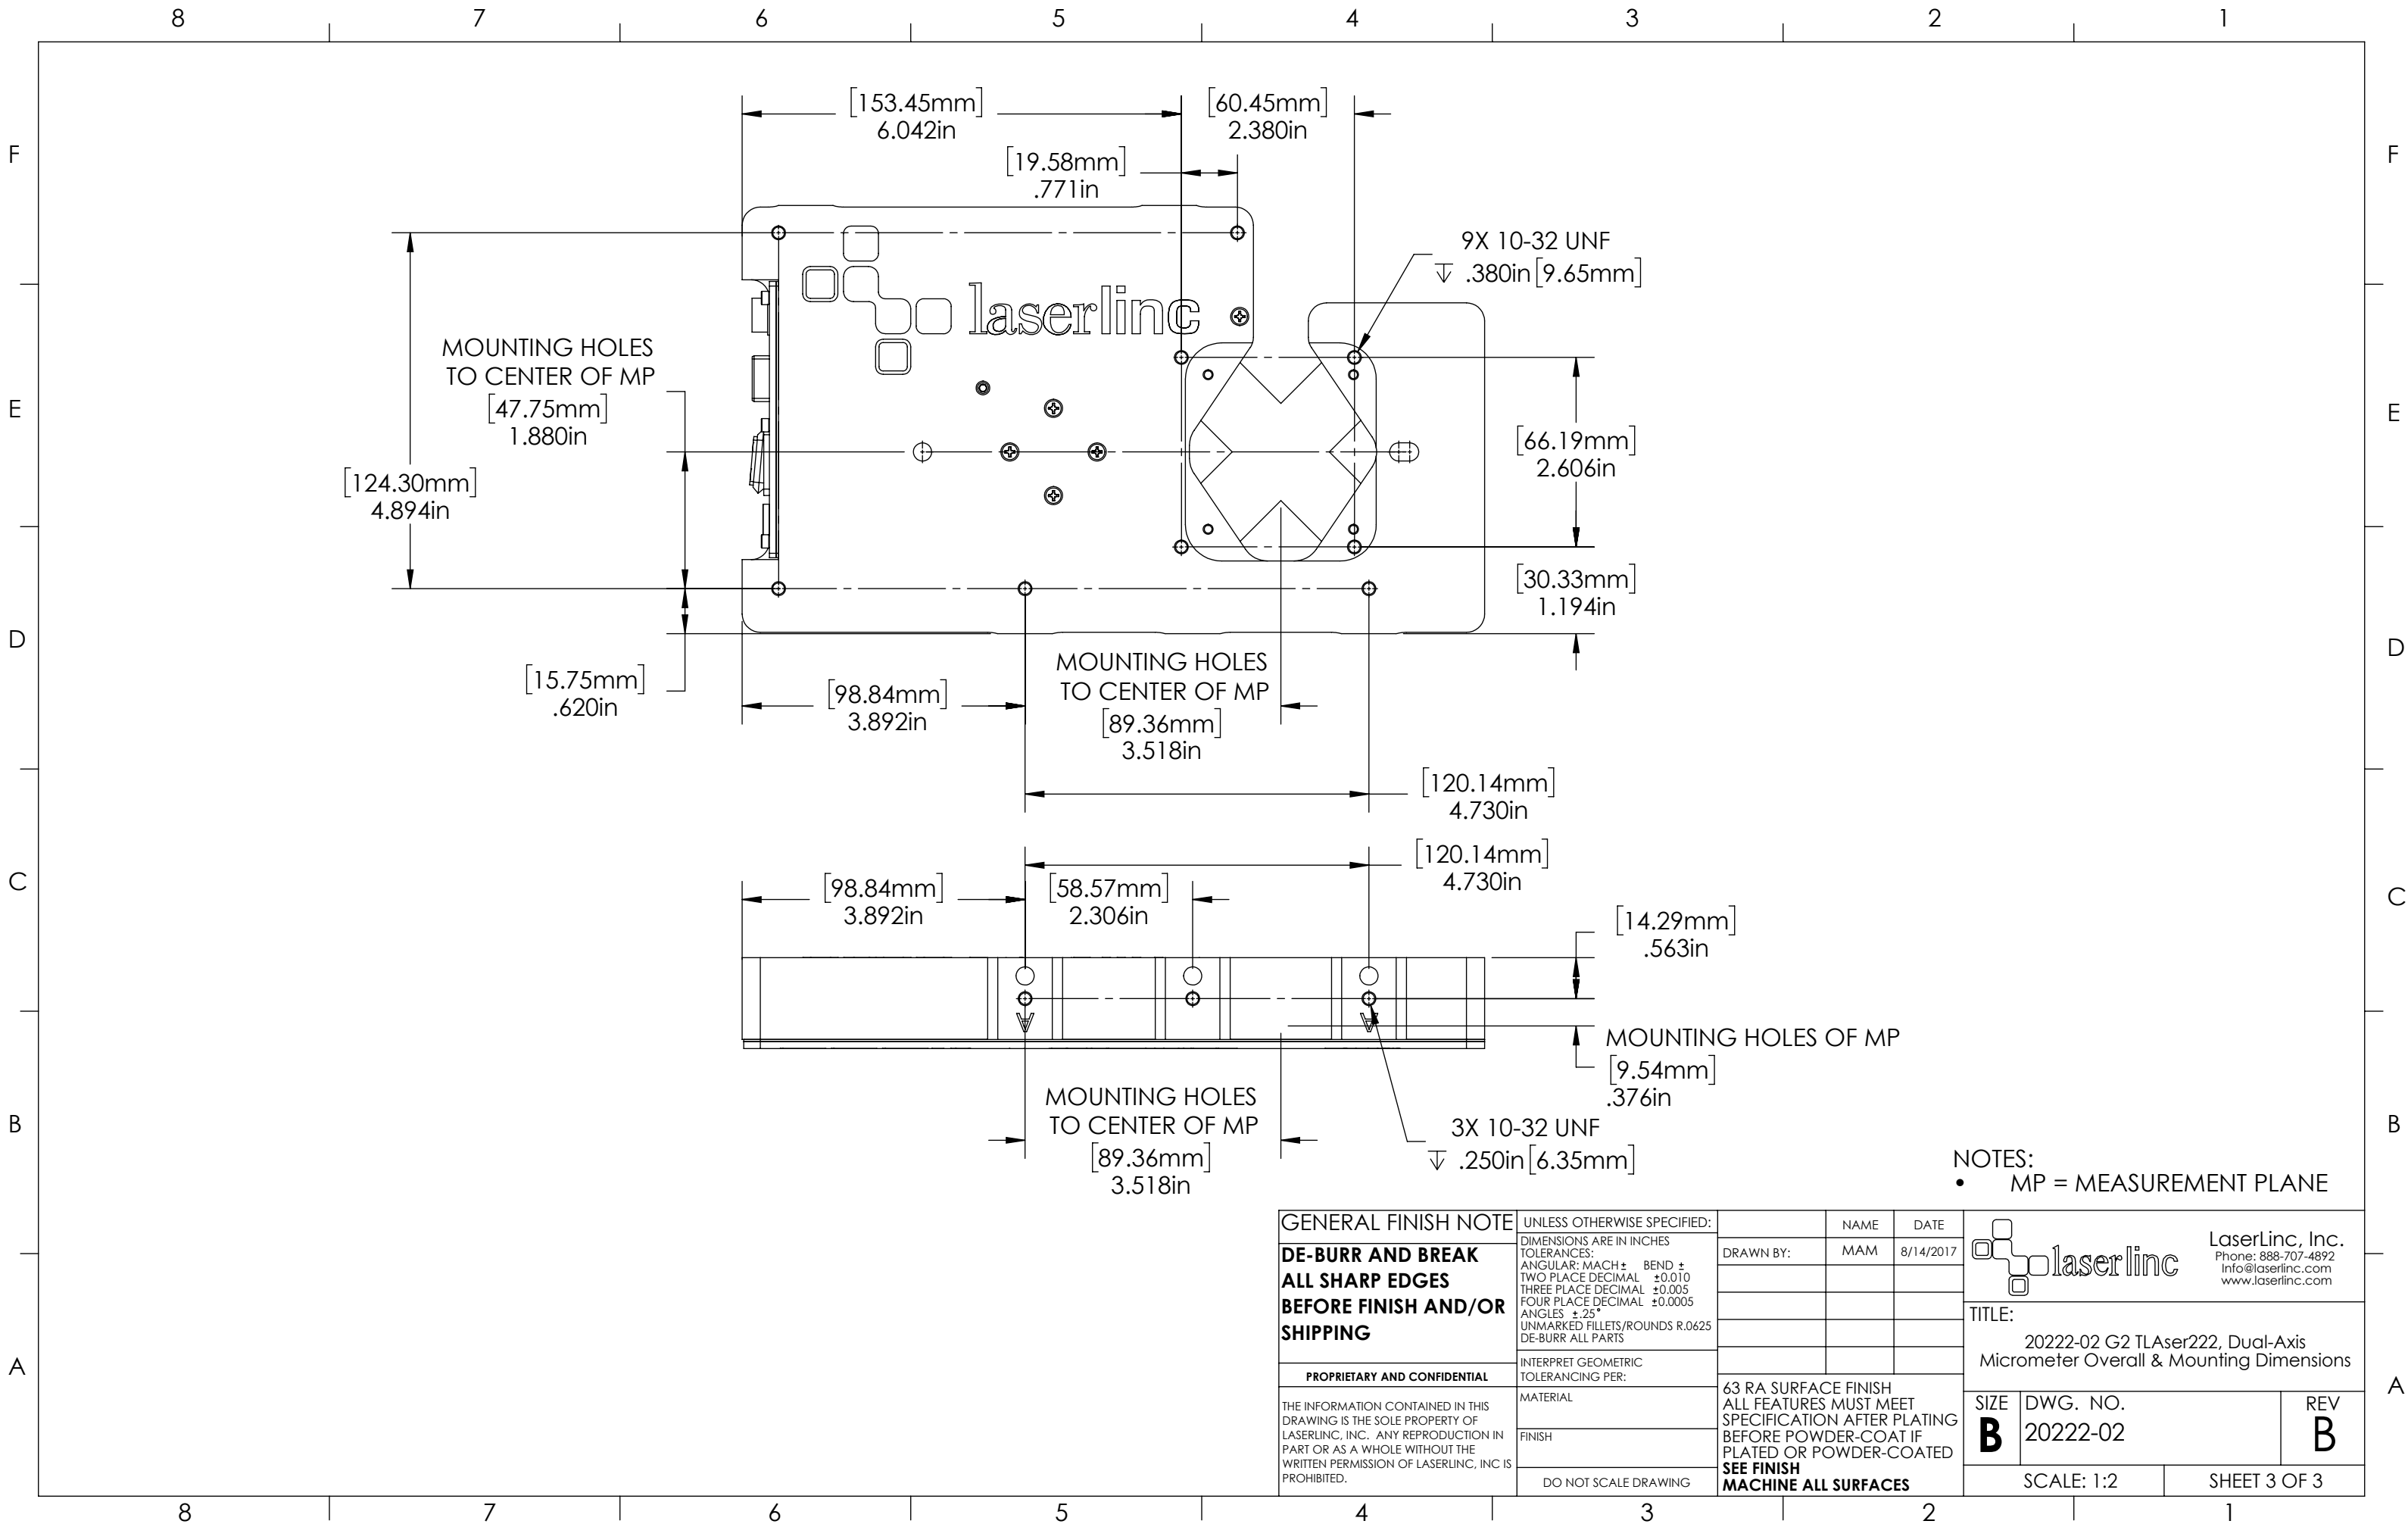 8 7 6 5 4 3 2 1
F
E
D
C
B
A
F
E
D
C
B
A
[153.45mm]
6.042in
[60.45mm]
2.380in
[19.58mm]
.771in
9X 10-32 UNF
↧ .380in[9.65mm]
laserlinc
MOUNTING HOLES
TO CENTER OF MP
[47.75mm]
1.880in
[124.30mm]
4.894in
[66.19mm]
2.606in
[30.33mm]
1.194in
[15.75mm]
.620in
[98.84mm]
3.892in
MOUNTING HOLES
TO CENTER OF MP
[89.36mm]
3.518in
[120.14mm]
4.730in
[120.14mm]
4.730in
[98.84mm]
3.892in
[58.57mm]
2.306in
[14.29mm]
.563in
MOUNTING HOLES OF MP
[9.54mm]
.376in
MOUNTING HOLES
TO CENTER OF MP
[89.36mm]
3.518in
3X 10-32 UNF
↧ .250in[6.35mm]
NOTES:
• MP = MEASUREMENT PLANE
GENERAL FINISH NOTE
DE-BURR AND BREAK
ALL SHARP EDGES
BEFORE FINISH AND/OR
SHIPPING
PROPRIETARY AND CONFIDENTIAL
THE INFORMATION CONTAINED IN THIS
DRAWING IS THE SOLE PROPERTY OF
LASERLINC, INC. ANY REPRODUCTION IN
PART OR AS A WHOLE WITHOUT THE
WRITTEN PERMISSION OF LASERLINC, INC IS
PROHIBITED.
UNLESS OTHERWISE SPECIFIED:
DIMENSIONS ARE IN INCHES
TOLERANCES:
ANGULAR: MACH± BEND ±
TWO PLACE DECIMAL ±0.010
THREE PLACE DECIMAL ±0.005
FOUR PLACE DECIMAL ±0.0005
ANGLES ±.25°
UNMARKED FILLETS/ROUNDS R.0625
DE-BURR ALL PARTS
INTERPRET GEOMETRIC
TOLERANCING PER:
MATERIAL
FINISH
DO NOT SCALE DRAWING
NAME DATE
DRAWN BY: MAM 8/14/2017
63 RA SURFACE FINISH
ALL FEATURES MUST MEET
SPECIFICATION AFTER PLATING
BEFORE POWDER-COAT IF
PLATED OR POWDER-COATED
SEE FINISH
MACHINE ALL SURFACES
laserlinc
LaserLinc, Inc.
Phone: 888-707-4892
Info@laserlinc.com
www.laserlinc.com
TITLE:
20222-02 G2 TLAser222, Dual-Axis
Micrometer Overall & Mounting Dimensions
SIZE
B
DWG. NO.
20222-02
REV
B
SCALE: 1:2
SHEET 3 OF 3
8 7 6 5 4 3 2 1